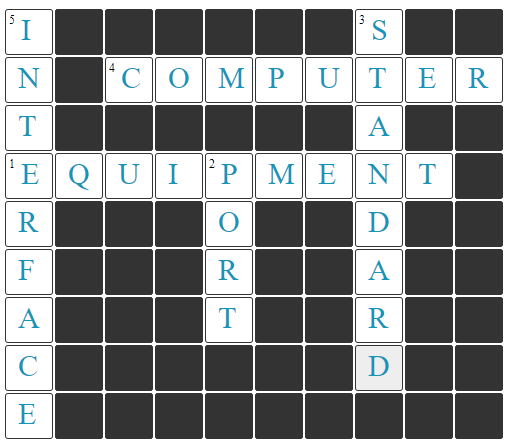 5 I 3 S
N 4 C O M P U T E R
T A
1 E Q U I 2 P M E N T
R O D
F R A
A T R
C D
E